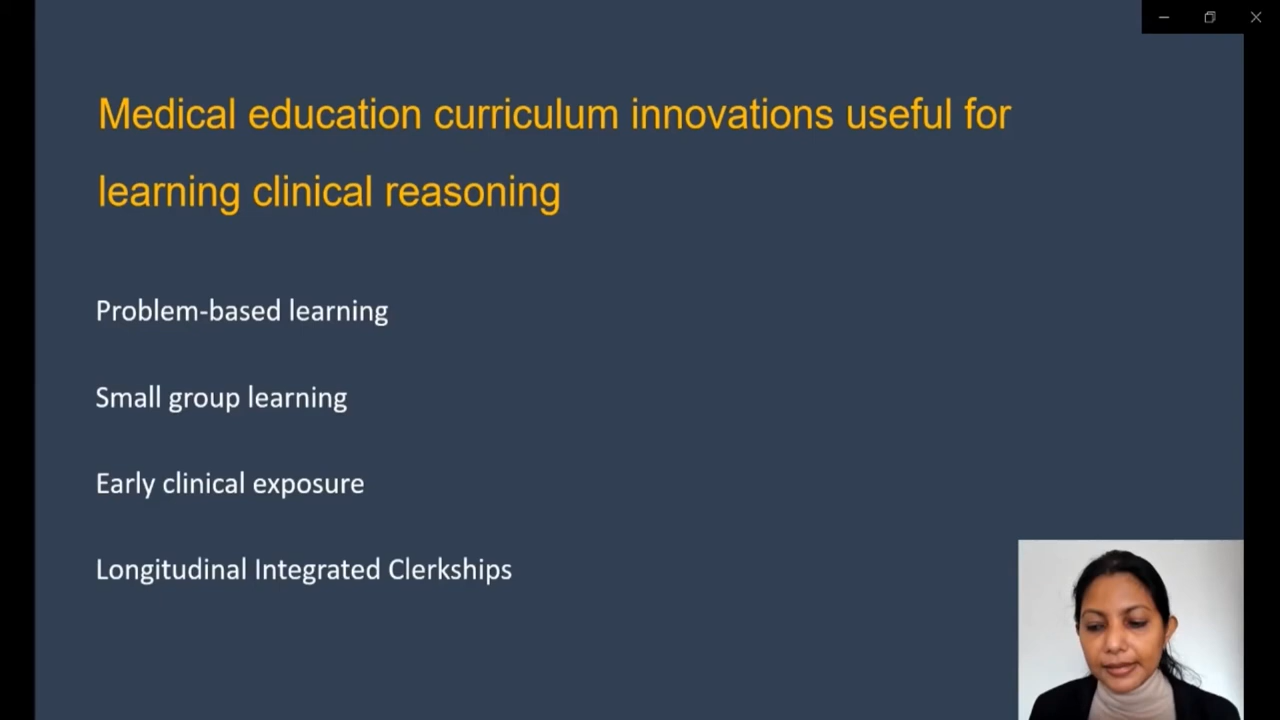 Medical education curriculum innovations useful for
learning clinical reasoning
Problem-based learning
Small group learning
Early clinical exposure
Longitudinal Integrated Clerkships